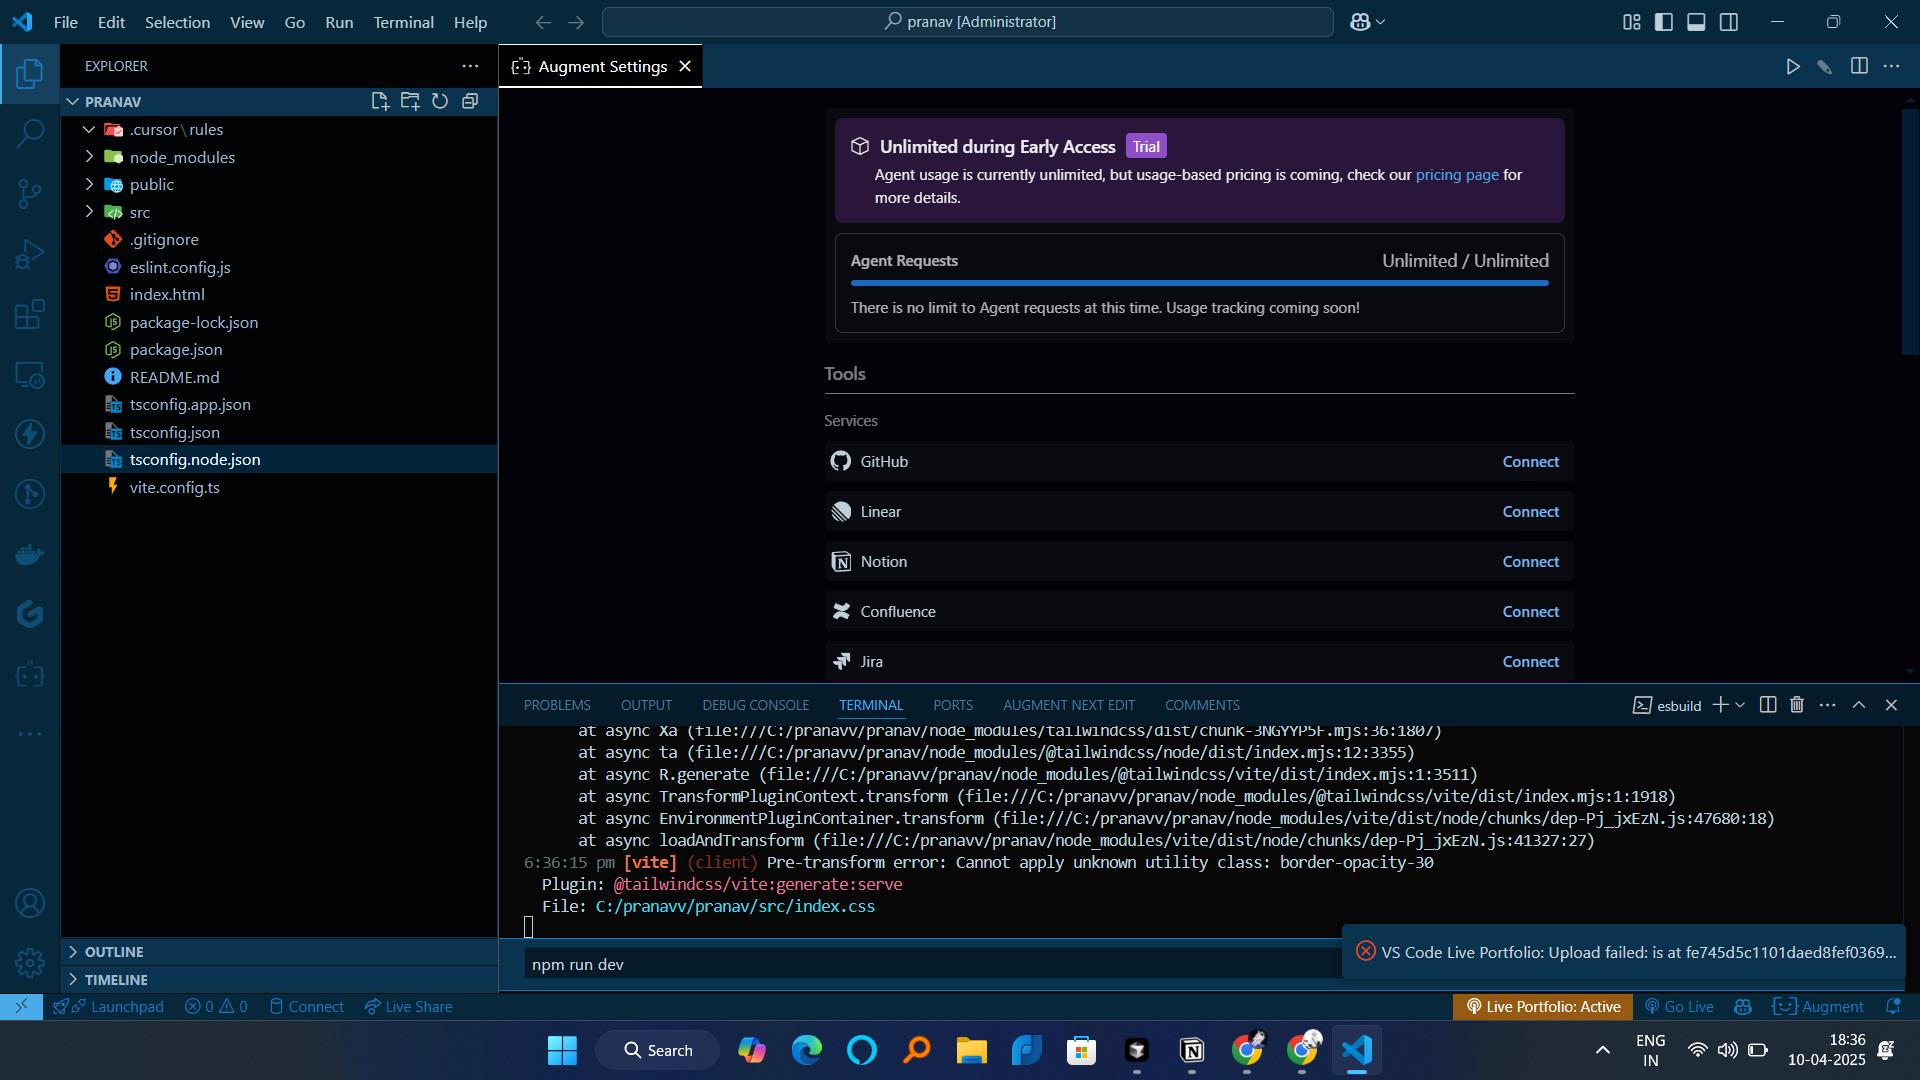 File Edit Selection View Go Run Terminal Help
pranav [Administrator]
EXPLORER
Augment Settings
PRANAV
.cursor\rules
node_modules
public
src
.gitignore
eslint.config.js
index.html
package-lock.json
package.json
README.md
tsconfig.app.json
tsconfig.json
tsconfig.node.json
vite.config.ts
OUTLINE
TIMELINE
Unlimited during Early Access Trial
Agent usage is currently unlimited, but usage-based pricing is coming, check our pricing page for
more details.
Agent Requests Unlimited / Unlimited
There is no limit to Agent requests at this time. Usage tracking coming soon!
Tools
Services
GitHub Connect
Linear Connect
Notion Connect
Confluence Connect
Jira Connect
PROBLEMS OUTPUT DEBUG CONSOLE TERMINAL PORTS AUGMENT NEXT EDIT COMMENTS esbuild
at async Xa (file:///C:/pranavv/pranav/node_modules/tailwindcss/dist/chunk-3NGYYP5F.mjs:36:1807)
at async ta (file:///C:/pranavv/pranav/node_modules/@tailwindcss/node/dist/index.mjs:12:3355)
at async R.generate (file:///C:/pranavv/pranav/node_modules/@tailwindcss/vite/dist/index.mjs:1:3511)
at async TransformPluginContext.transform (file:///C:/pranavv/pranav/node_modules/@tailwindcss/vite/dist/index.mjs:1:1918)
at async EnvironmentPluginContainer.transform (file:///C:/pranavv/pranav/node_modules/vite/dist/node/chunks/dep-Pj_jxEzN.js:47680:18)
at async loadAndTransform (file:///C:/pranavv/pranav/node_modules/vite/dist/node/chunks/dep-Pj_jxEzN.js:41327:27)
6:36:15 pm [vite] (client) Pre-transform error: Cannot apply unknown utility class: border-opacity-30
Plugin: @tailwindcss/vite:generate:serve
File: C:/pranavv/pranav/src/index.css
npm run dev
VS Code Live Portfolio: Upload failed: is at fe745d5c1101daed8fef0369...
Launchpad 0 0 Connect Live Share
Live Portfolio: Active Go Live Augment
Search
ENG
IN
18:36
10-04-2025